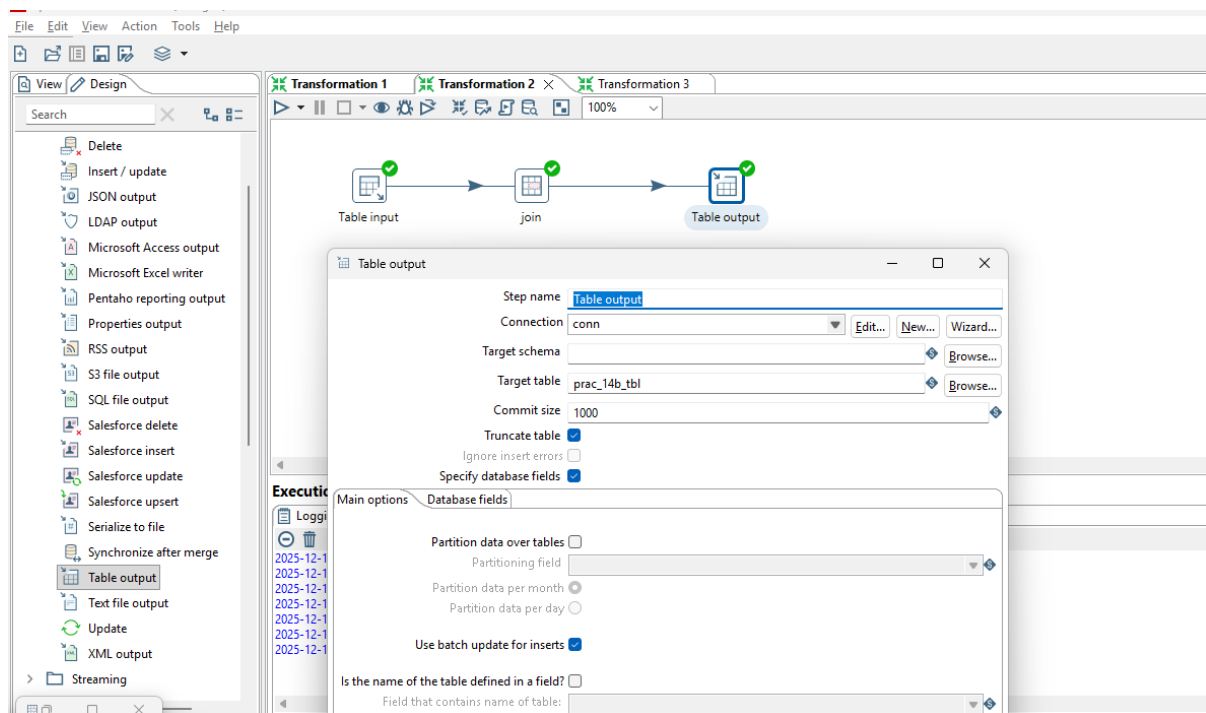 File Edit View Action Tools Help
View Design
Search
Delete
Insert / update
JSON output
LDAP output
Microsoft Access output
Microsoft Excel writer
Pentaho reporting output
Properties output
RSS output
S3 file output
SQL file output
Salesforce delete
Salesforce insert
Salesforce update
Salesforce upsert
Serialize to file
Synchronize after merge
Table output
Text file output
Update
XML output
Streaming
Transformation 1 Transformation 2 Transformation 3
100%
Table input join Table output
Table output
Step name Table output
Connection conn Edit... New... Wizard...
Target schema Browse...
Target table prac_14b_tbl Browse...
Commit size 1000
Truncate table
Ignore insert errors
Specify database fields
Main options Database fields
Partition data over tables
Partitioning field
Partition data per month
Partition data per day
Use batch update for inserts
Is the name of the table defined in a field?
Field that contains name of table:
Executio
Loggi
2025-12-1
2025-12-1
2025-12-1
2025-12-1
2025-12-1
2025-12-1
2025-12-1